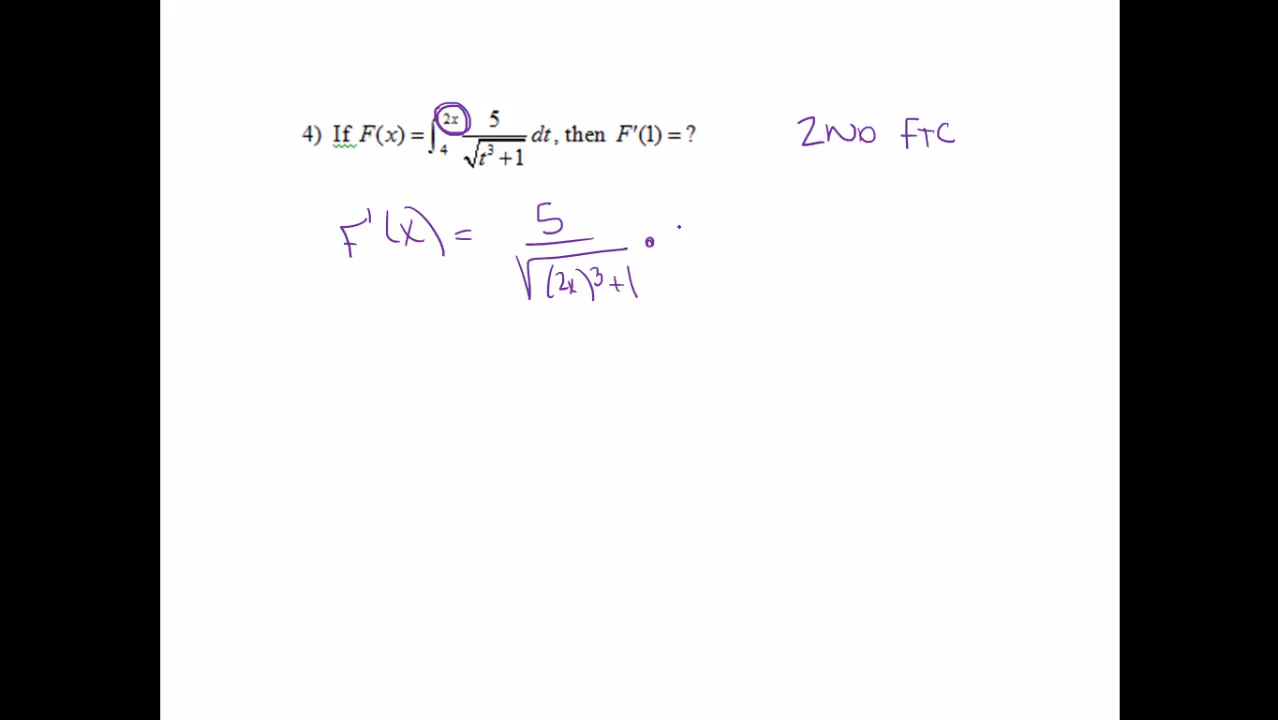 4) If F(x) = ∫₄^{2x} 5/√(t³+1) dt, then F′(1) = ? 2ND FTC
F'(x) = 5/√((2x)³+1) ·